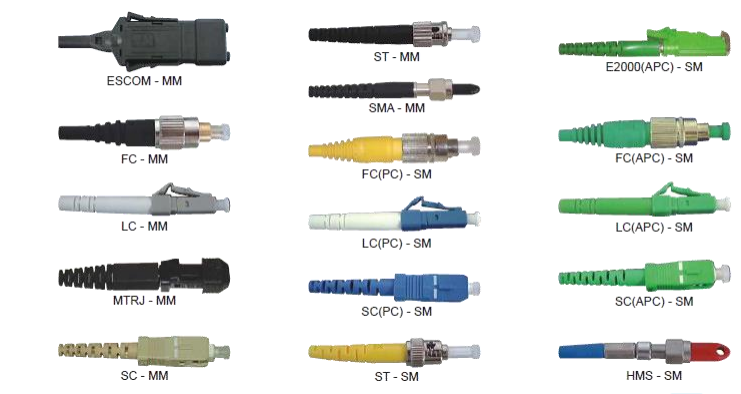 ESCOM - MM
FC - MM
LC - MM
MTRJ - MM
SC - MM
ST - MM
SMA - MM
FC(PC) - SM
LC(PC) - SM
SC(PC) - SM
ST - SM
E2000(APC) - SM
FC(APC) - SM
LC(APC) - SM
SC(APC) - SM
HMS - SM